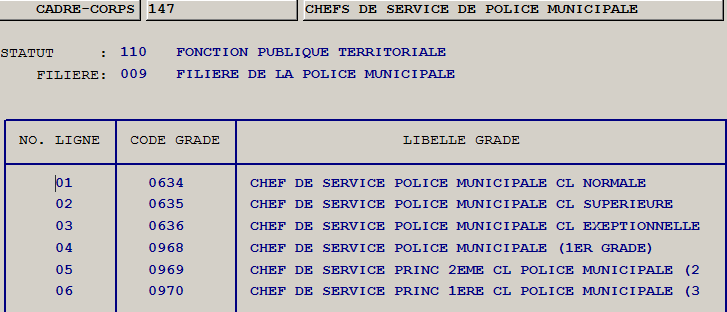 CADRE-CORPS 147 CHEFS DE SERVICE DE POLICE MUNICIPALE
STATUT : 110 FONCTION PUBLIQUE TERRITORIALE
FILIERE: 009 FILIERE DE LA POLICE MUNICIPALE
NO. LIGNE CODE GRADE LIBELLE GRADE
01 0634 CHEF DE SERVICE POLICE MUNICIPALE CL NORMALE
02 0635 CHEF DE SERVICE POLICE MUNICIPALE CL SUPERIEURE
03 0636 CHEF DE SERVICE POLICE MUNICIPALE CL EXEPTIONNELLE
04 0968 CHEF DE SERVICE POLICE MUNICIPALE (1ER GRADE)
05 0969 CHEF DE SERVICE PRINC 2EME CL POLICE MUNICIPALE (2
06 0970 CHEF DE SERVICE PRINC 1ERE CL POLICE MUNICIPALE (3